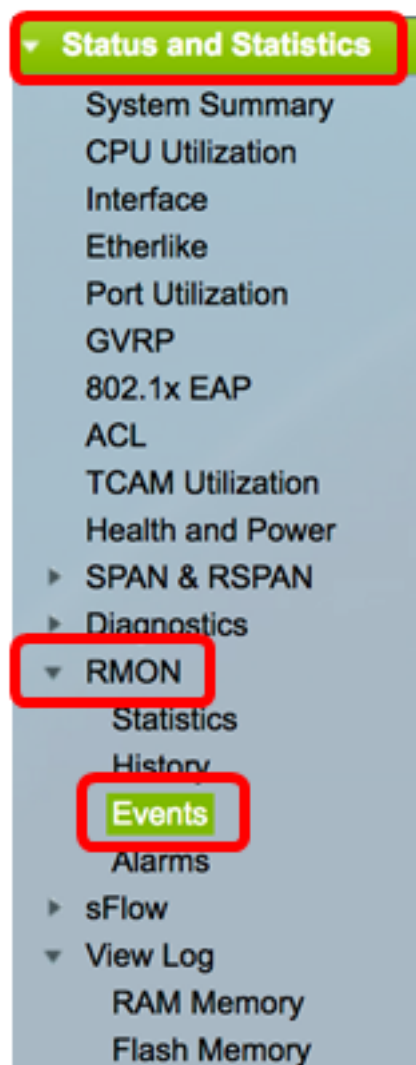 Status and Statistics
System Summary
CPU Utilization
Interface
Etherlike
Port Utilization
GVRP
802.1x EAP
ACL
TCAM Utilization
Health and Power
SPAN & RSPAN
Diagnostics
RMON
Statistics
History
Events
Alarms
sFlow
View Log
RAM Memory
Flash Memory